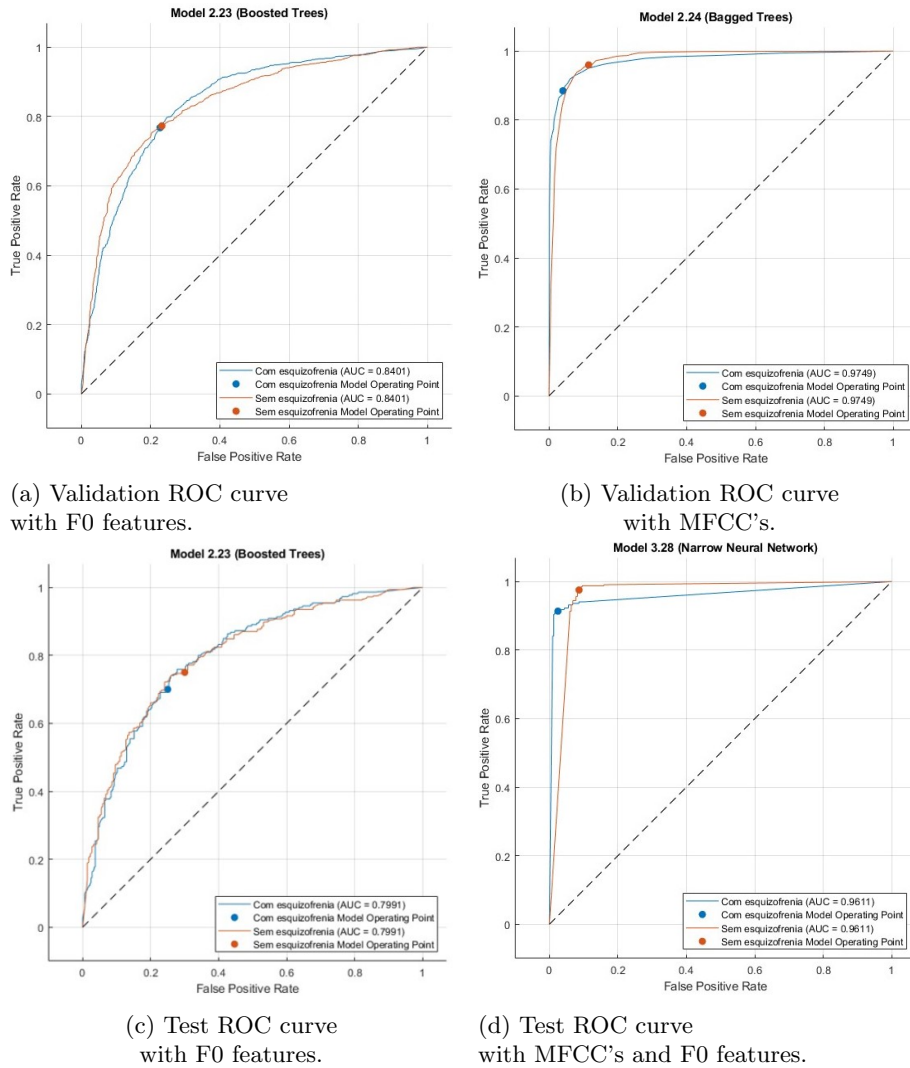 Model 2.23 (Boosted Trees)
1
0.8
0.6
0.4
0.2
0
True Positive Rate
0 0.2 0.4 0.6 0.8 1
False Positive Rate
Com esquizofrenia (AUC = 0.8401)
Com esquizofrenia Model Operating Point
Sem esquizofrenia (AUC = 0.8401)
Sem esquizofrenia Model Operating Point
(a) Validation ROC curve
with F0 features.
Model 2.24 (Bagged Trees)
1
0.8
0.6
0.4
0.2
0
True Positive Rate
0 0.2 0.4 0.6 0.8 1
False Positive Rate
Com esquizofrenia (AUC = 0.9749)
Com esquizofrenia Model Operating Point
Sem esquizofrenia (AUC = 0.9749)
Sem esquizofrenia Model Operating Point
(b) Validation ROC curve
with MFCC's.
Model 2.23 (Boosted Trees)
1
0.8
0.6
0.4
0.2
0
True Positive Rate
0 0.2 0.4 0.6 0.8 1
False Positive Rate
Com esquizofrenia (AUC = 0.7991)
Com esquizofrenia Model Operating Point
Sem esquizofrenia (AUC = 0.7991)
Sem esquizofrenia Model Operating Point
(c) Test ROC curve
with F0 features.
Model 3.28 (Narrow Neural Network)
1
0.8
0.6
0.4
0.2
0
True Positive Rate
0 0.2 0.4 0.6 0.8 1
False Positive Rate
Com esquizofrenia (AUC = 0.9611)
Com esquizofrenia Model Operating Point
Sem esquizofrenia (AUC = 0.9611)
Sem esquizofrenia Model Operating Point
(d) Test ROC curve
with MFCC's and F0 features.